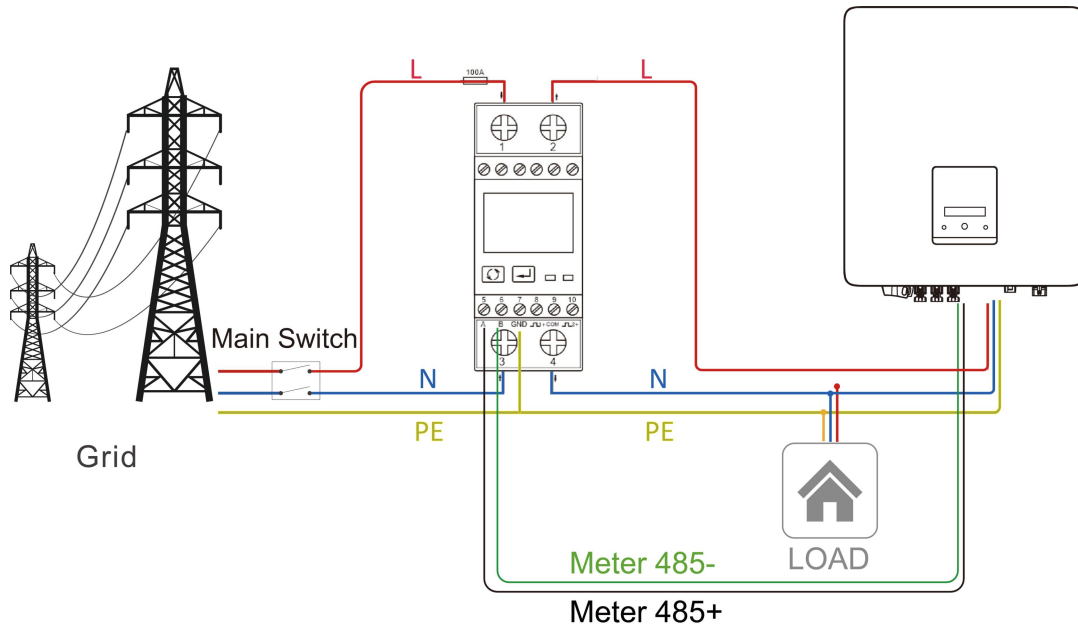 L
100A
L
1
2
Main Switch
5 6 7 8 9 10
A B GND + COM 2+
3
4
N
N
PE
PE
Grid
LOAD
Meter 485-
Meter 485+